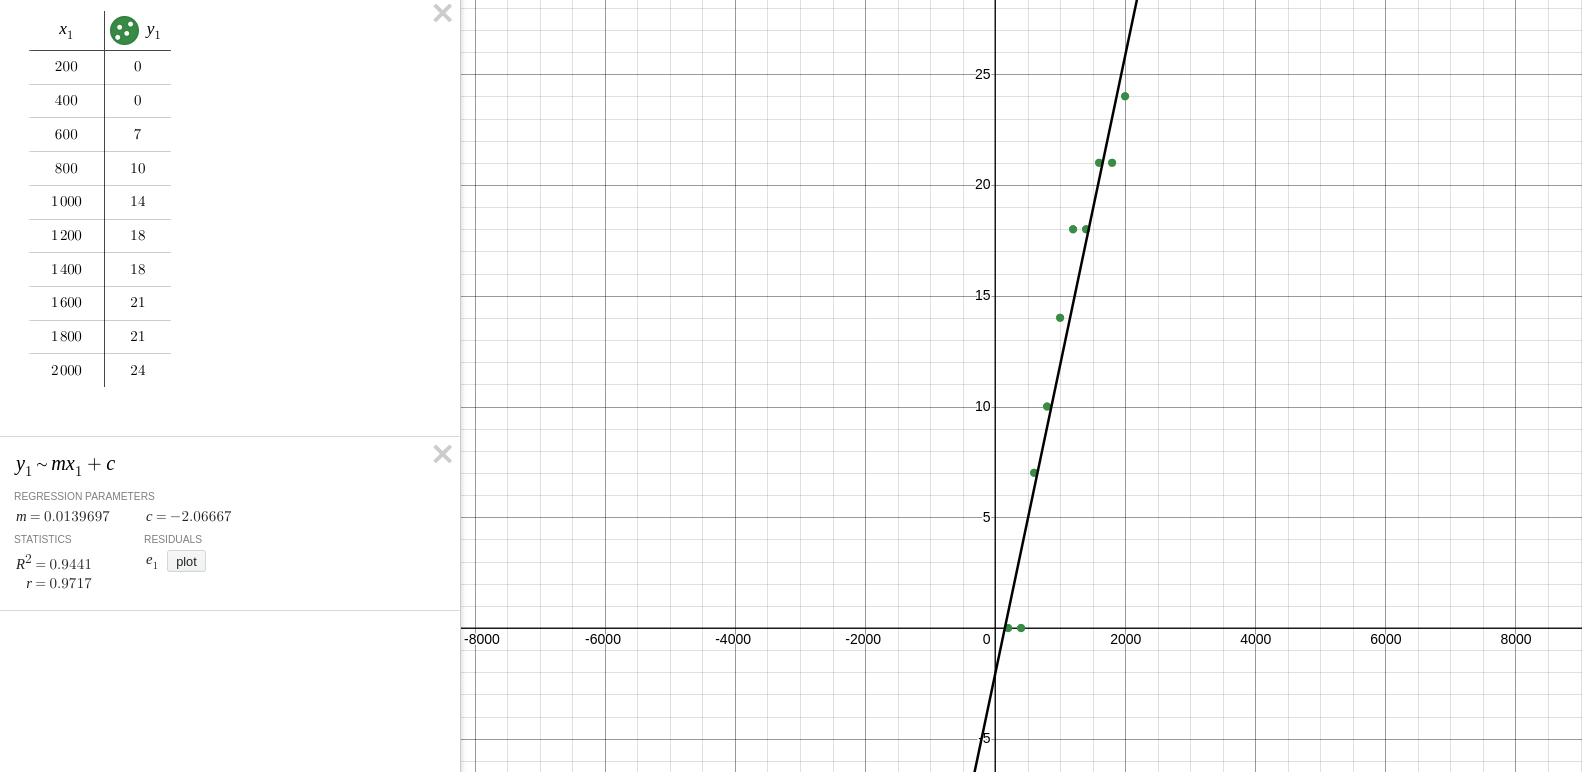 x₁ y₁
200 0
400 0
600 7
800 10
1000 14
1200 18
1400 18
1600 21
1800 21
2000 24
y₁ ~ mx₁ + c
REGRESSION PARAMETERS
m = 0.0139697 c = −2.06667
STATISTICS RESIDUALS
R² = 0.9441 e₁ plot
r = 0.9717
25
20
15
10
5
-8000 -6000 -4000 -2000 0 2000 4000 6000 8000
-5